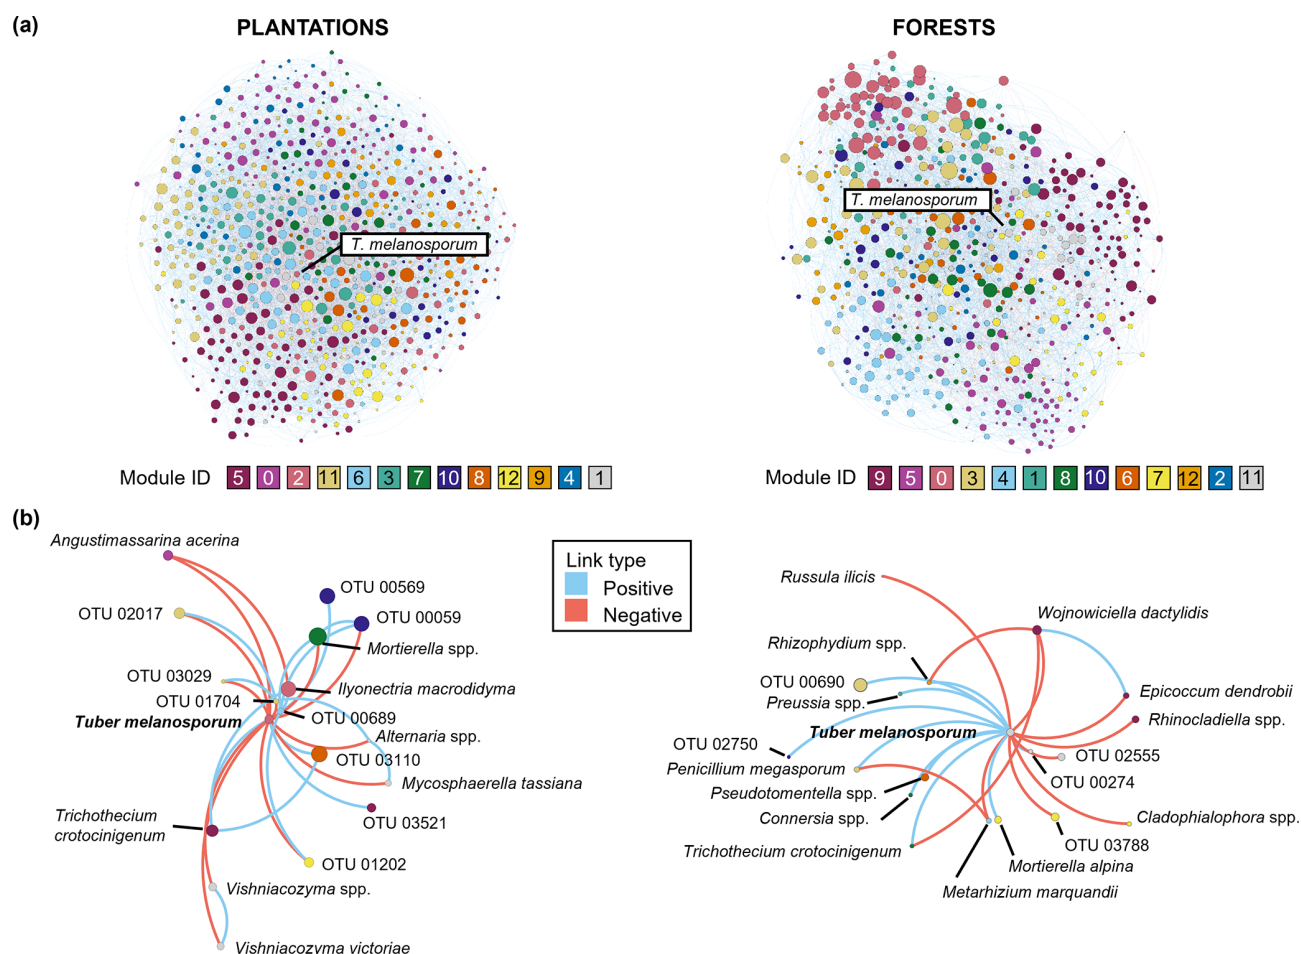 (a)
PLANTATIONS
FORESTS
T. melanosporum
T. melanosporum
Module ID 5 0 2 11 6 3 7 10 8 12 9 4 1
Module ID 9 5 0 3 4 1 8 10 6 7 12 2 11
(b)
Angustimassarina acerina
OTU 02017
OTU 00569
OTU 00059
Mortierella spp.
OTU 03029
Ilyonectria macrodidyma
OTU 01704
OTU 00689
Tuber melanosporum
Alternaria spp.
OTU 03110
Mycosphaerella tassiana
OTU 03521
Trichothecium
crotocinigenum
OTU 01202
Vishniacozyma spp.
Vishniacozyma victoriae
Link type
Positive
Negative
Russula ilicis
Wojnowiciella dactylidis
Rhizophydium spp.
OTU 00690
Preussia spp.
Epicoccum dendrobii
Rhinocladiella spp.
Tuber melanosporum
OTU 02750
OTU 02555
Penicillium megasporum
OTU 00274
Pseudotomentella spp.
Connersia spp.
Cladophialophora spp.
OTU 03788
Trichothecium crotocinigenum
Mortierella alpina
Metarhizium marquandii